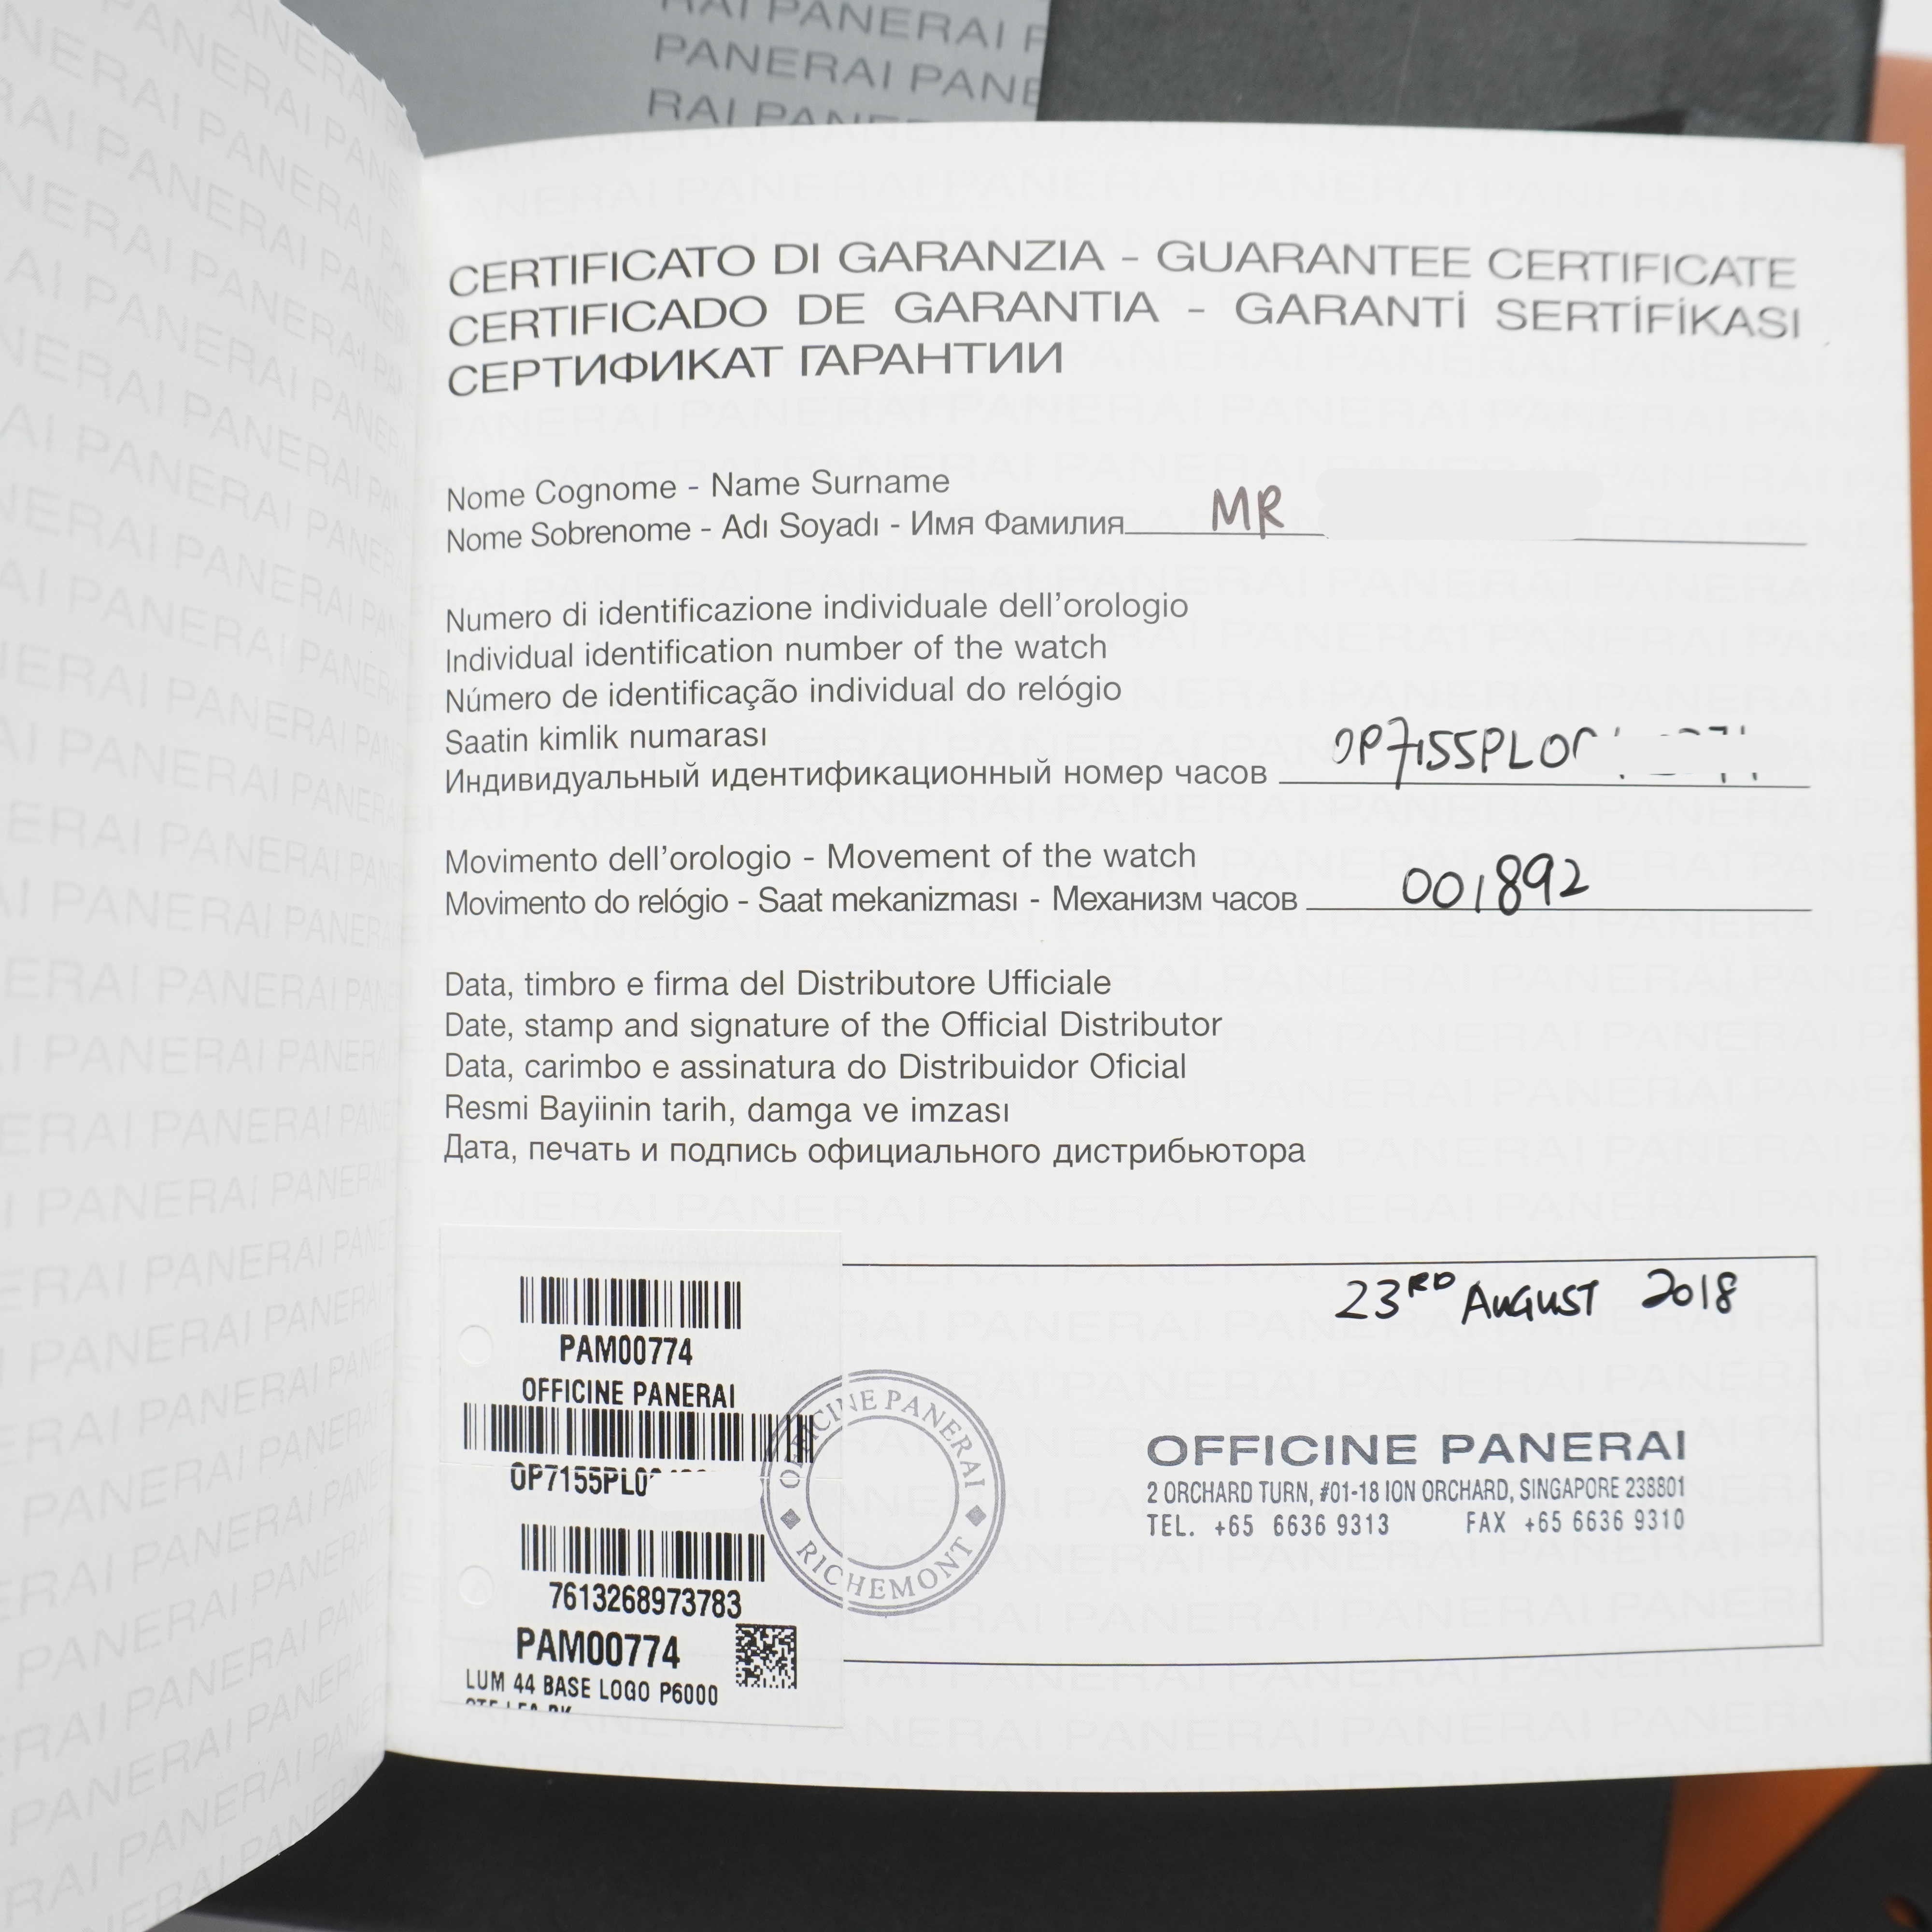 PANERAI
PANERAI
CERTIFICATO DI GARANZIA - GUARANTEE CERTIFICATE
CERTIFICADO DE GARANTIA - GARANTİ SERTİFİKASI
СЕРТИФИКАТ ГАРАНТИИ
Nome Cognome - Name Surname
Nome Sobrenome - Adı Soyadı - Имя Фамилия MR
Numero di identificazione individuale dell'orologio
Individual identification number of the watch
Número de identificação individual do relógio
Saatin kimlik numarası
Индивидуальный идентификационный номер часов OP7155PL0
Movimento dell'orologio - Movement of the watch
Movimento do relógio - Saat mekanizması - Механизм часов 001892
Data, timbro e firma del Distributore Ufficiale
Date, stamp and signature of the Official Distributor
Data, carimbo e assinatura do Distribuidor Oficial
Resmi Bayiinin tarih, damga ve imzası
Дата, печать и подпись официального дистрибьютора
23RD AUGUST 2018
PAM00774
OFFICINE PANERAI
OP7155PL0
7613268973783
PAM00774
LUM 44 BASE LOGO P6000
OFFICINE PANERAI
RICHEMONT
OFFICINE PANERAI
2 ORCHARD TURN, #01-18 ION ORCHARD, SINGAPORE 238801
TEL. +65 6636 9313 FAX +65 6636 9310